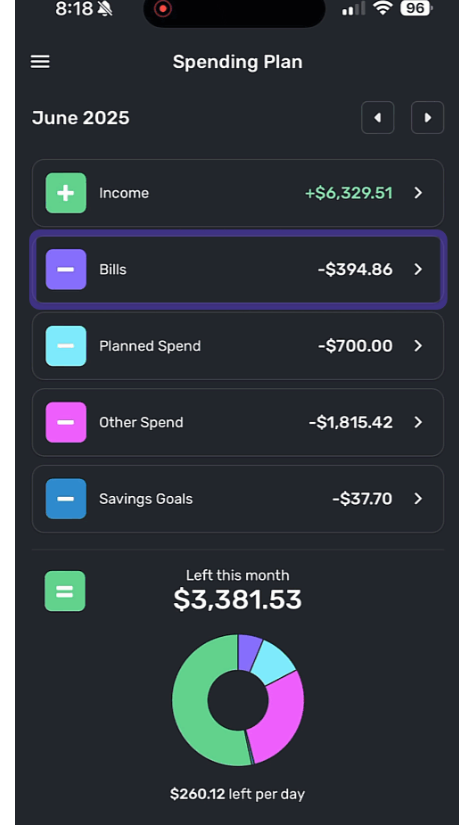 8:18
96
Spending Plan
June 2025
Income +$6,329.51
Bills -$394.86
Planned Spend -$700.00
Other Spend -$1,815.42
Savings Goals -$37.70
Left this month
$3,381.53
$260.12 left per day